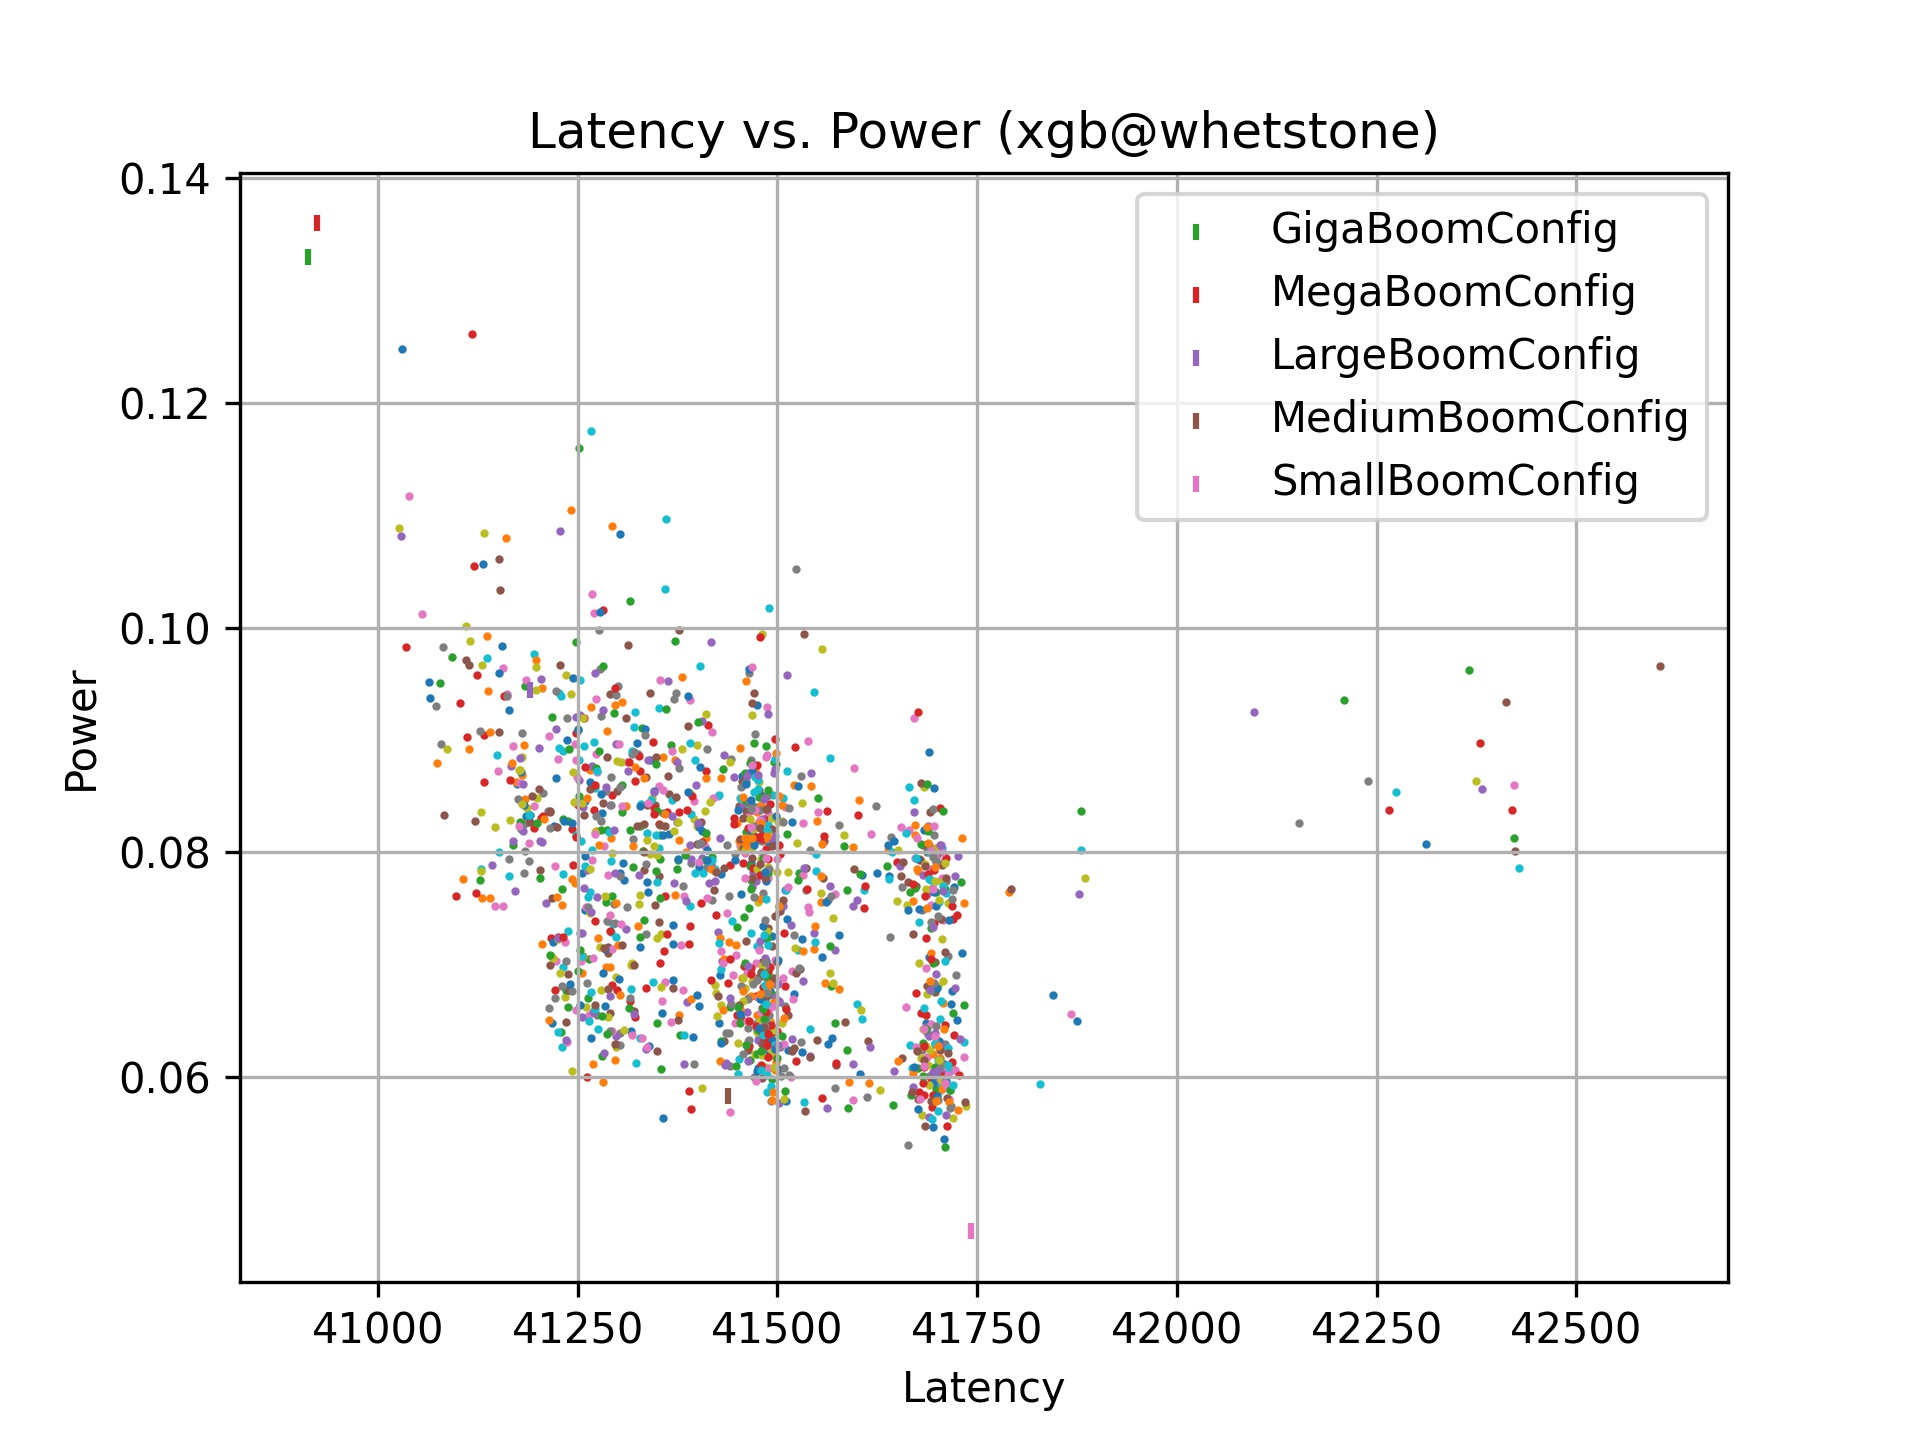 Latency vs. Power (xgb@whetstone)
0.14
0.12
0.10
0.08
0.06
Power
GigaBoomConfig
MegaBoomConfig
LargeBoomConfig
MediumBoomConfig
SmallBoomConfig
41000 41250 41500 41750 42000 42250 42500
Latency